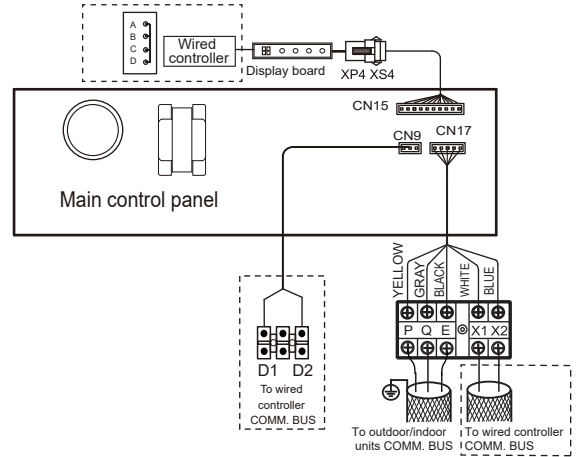 A
B
C
D
Wired
controller
Display board
XP4 XS4
CN15
CN9
CN17
Main control panel
YELLOW
GRAY
BLACK
WHITE
BLUE
P Q E X1 X2
D1 D2
To wired
controller
COMM. BUS
To outdoor/indoor
units COMM. BUS
To wired controller
COMM. BUS